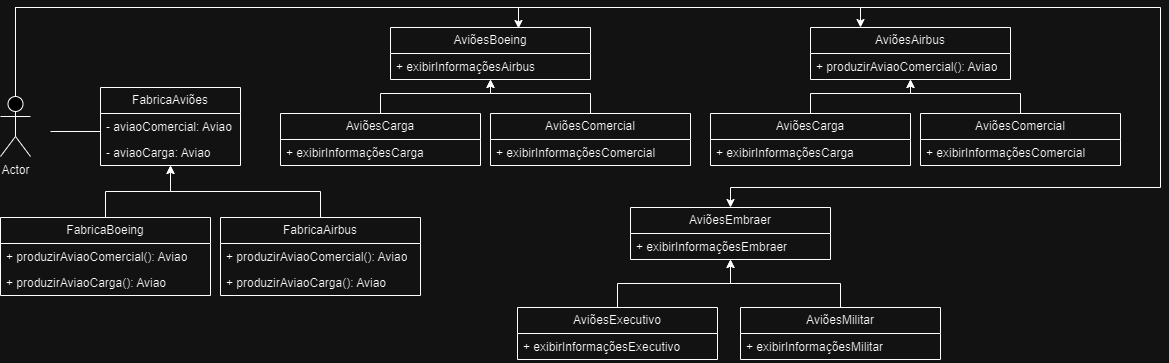 AviõesBoeing
+ exibirInformaçõesAirbus
AviõesAirbus
+ produzirAviaoComercial(): Aviao
Actor
FabricaAviões
- aviaoComercial: Aviao
- aviaoCarga: Aviao
AviõesCarga
+ exibirInformaçõesCarga
AviõesComercial
+ exibirInformaçõesComercial
AviõesCarga
+ exibirInformaçõesCarga
AviõesComercial
+ exibirInformaçõesComercial
FabricaBoeing
+ produzirAviaoComercial(): Aviao
+ produzirAviaoCarga(): Aviao
FabricaAirbus
+ produzirAviaoComercial(): Aviao
+ produzirAviaoCarga(): Aviao
AviõesEmbraer
+ exibirInformaçõesEmbraer
AviõesExecutivo
+ exibirInformaçõesExecutivo
AviõesMilitar
+ exibirInformaçõesMilitar